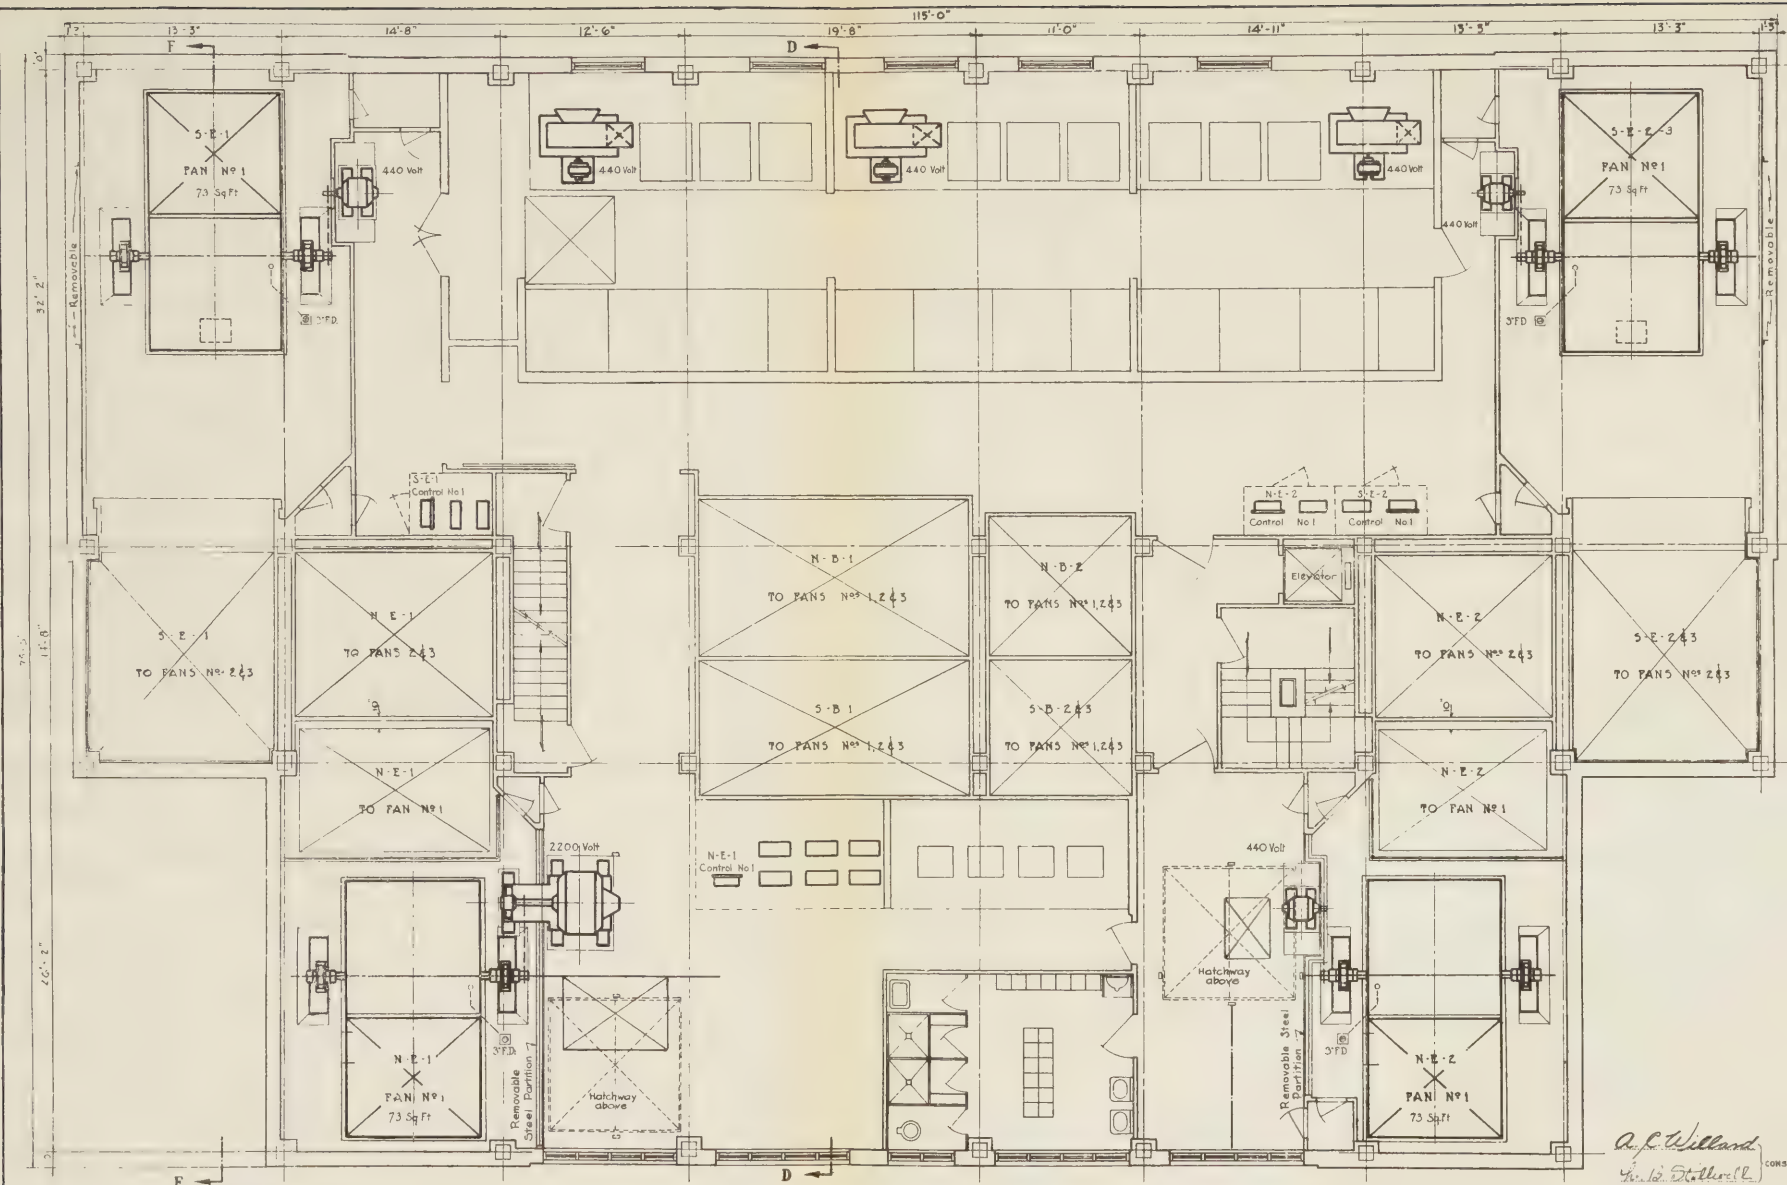 115'-0"
13'-3"
14'-8"
12'-6"
19'-8"
11'-0"
14'-11"
13'-3"
F
D
S-E-1
FAN Nº 1
73 Sq Ft
440 Volt
440 Volt
440 Volt
440 Volt
440 Volt
S-E-2-3
FAN Nº 1
73 Sq Ft
Removable
Removable
32' 2"
3"FD.
3"FD
S-E-1
Control No 1
N-E-2
Control No 1
S-E-2
Control No 1
N-B-1
TO FANS Nºs 1,2&3
N-B-2
TO FANS Nºs 1,2&3
Elevator
S-E-1
TO FANS Nº 2&3
N E-1
TO FANS 2&3
N-E-2
TO FANS Nºs 2&3
S-E-2&3
TO FANS Nºs 2&3
S-B 1
TO FANS Nºs 1,2&3
S-B-2&3
TO FANS Nºs 1,2&3
N-E-1
TO FAN Nº 1
N-E-2
TO FAN Nº 1
2200 Volt
N-E-1
Control No 1
440 Volt
26'-2"
Hatchway
above
Hatchway
above
3"FD.
3"FD
Removable
Steel Partition
Removable Steel
Partition
N-E-1
FAN Nº 1
73 Sq Ft
N-E-2
FAN Nº 1
73 Sq Ft
F
D
A. C. Willard
CONS